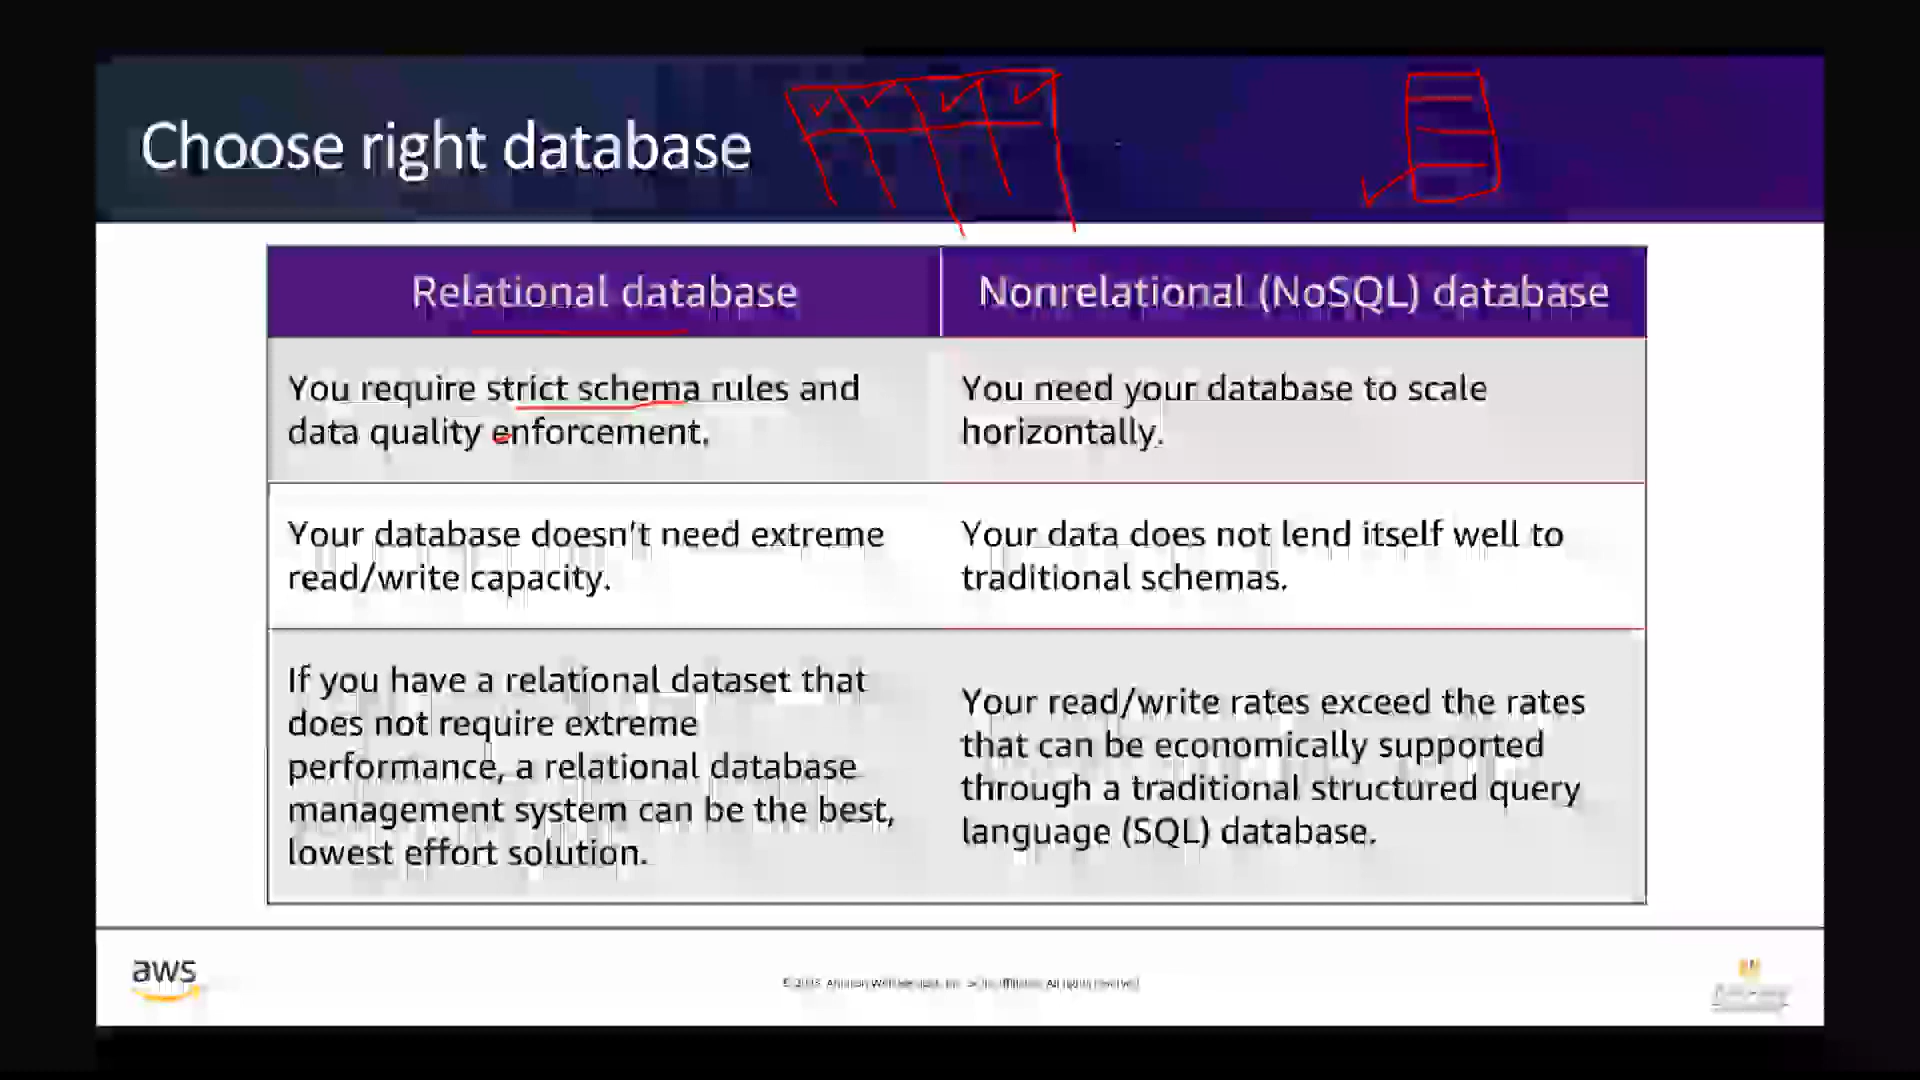 Choose right database
Relational database
Nonrelational (NoSQL) database
You require strict schema rules and
data quality enforcement.
You need your database to scale
horizontally.
Your database doesn't need extreme
read/write capacity.
Your data does not lend itself well to
traditional schemas.
If you have a relational dataset that
does not require extreme
performance, a relational database
management system can be the best,
lowest effort solution.
Your read/write rates exceed the rates
that can be economically supported
through a traditional structured query
language (SQL) database.
aws
All rights reserved.